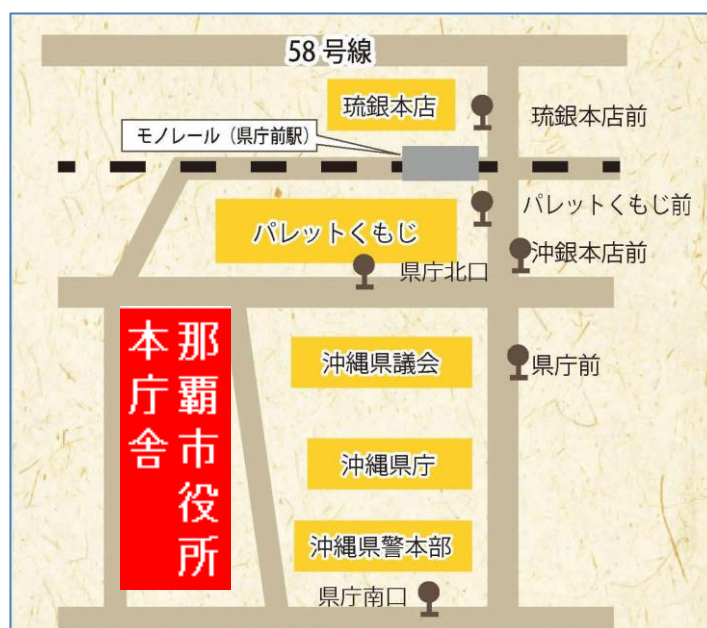 58号線
琉銀本店
琉銀本店前
モノレール（県庁前駅）
パレットくもじ前
パレットくもじ
沖銀本店前
県庁北口
那覇市役所
本庁舎
沖縄県議会
県庁前
沖縄県庁
沖縄県警本部
県庁南口